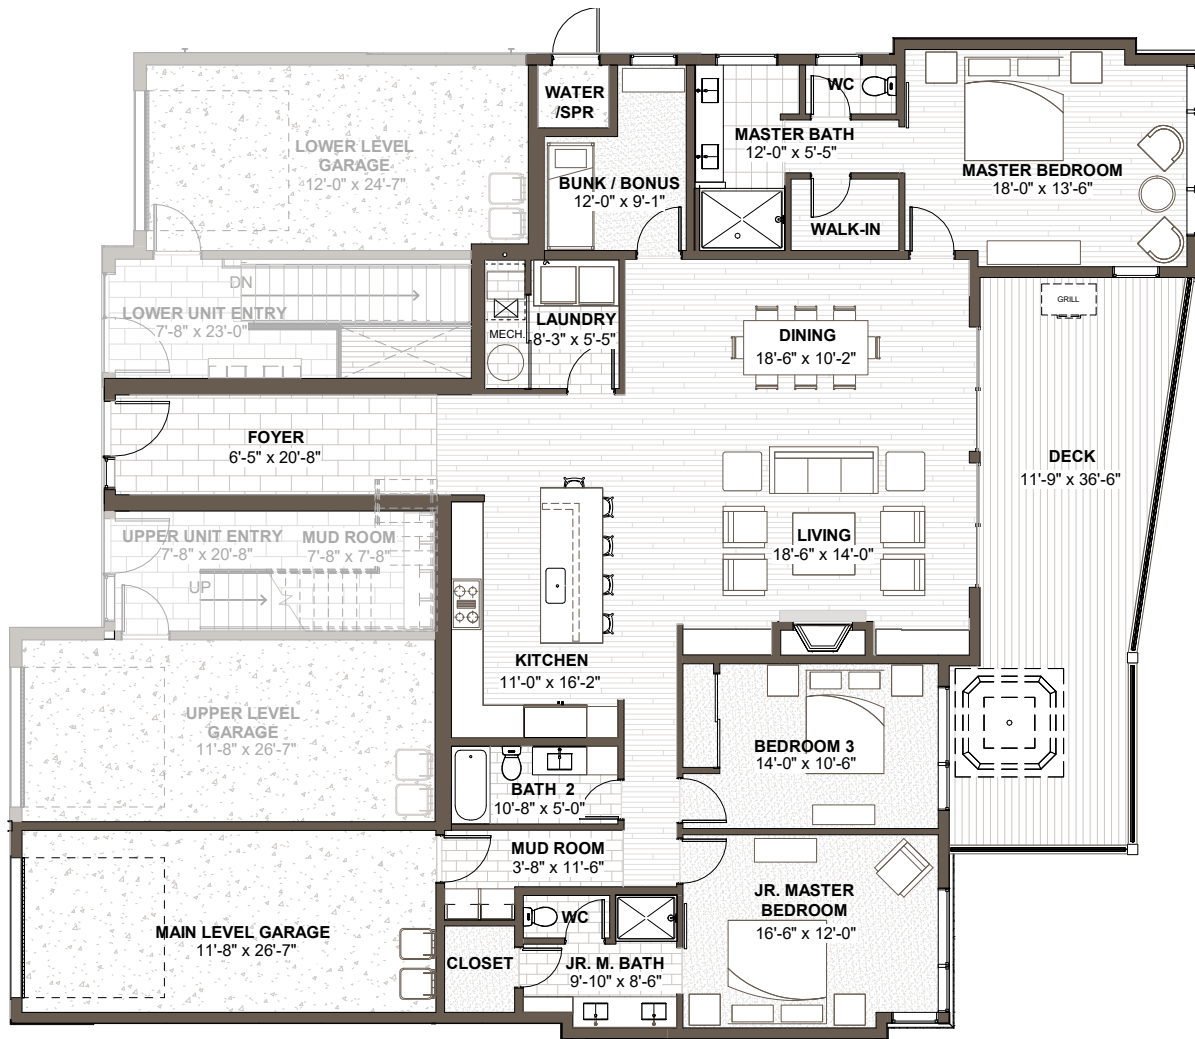 WATER
/SPR
WC
MASTER BATH
12'-0" x 5'-5"
LOWER LEVEL
GARAGE
12'-0" x 24'-7"
BUNK / BONUS
12'-0" x 9'-1"
MASTER BEDROOM
18'-0" x 13'-6"
WALK-IN
DN
LOWER UNIT ENTRY
7'-8" x 23'-0"
MECH.
LAUNDRY
8'-3" x 5'-5"
DINING
18'-6" x 10'-2"
GRILL
FOYER
6'-5" x 20'-8"
DECK
11'-9" x 36'-6"
UPPER UNIT ENTRY
7'-8" x 20'-8"
MUD ROOM
7'-8" x 7'-8"
UP
LIVING
18'-6" x 14'-0"
KITCHEN
11'-0" x 16'-2"
UPPER LEVEL
GARAGE
11'-8" x 26'-7"
BEDROOM 3
14'-0" x 10'-6"
BATH 2
10'-8" x 5'-0"
MUD ROOM
3'-8" x 11'-6"
JR. MASTER
BEDROOM
16'-6" x 12'-0"
MAIN LEVEL GARAGE
11'-8" x 26'-7"
WC
CLOSET
JR. M. BATH
9'-10" x 8'-6"